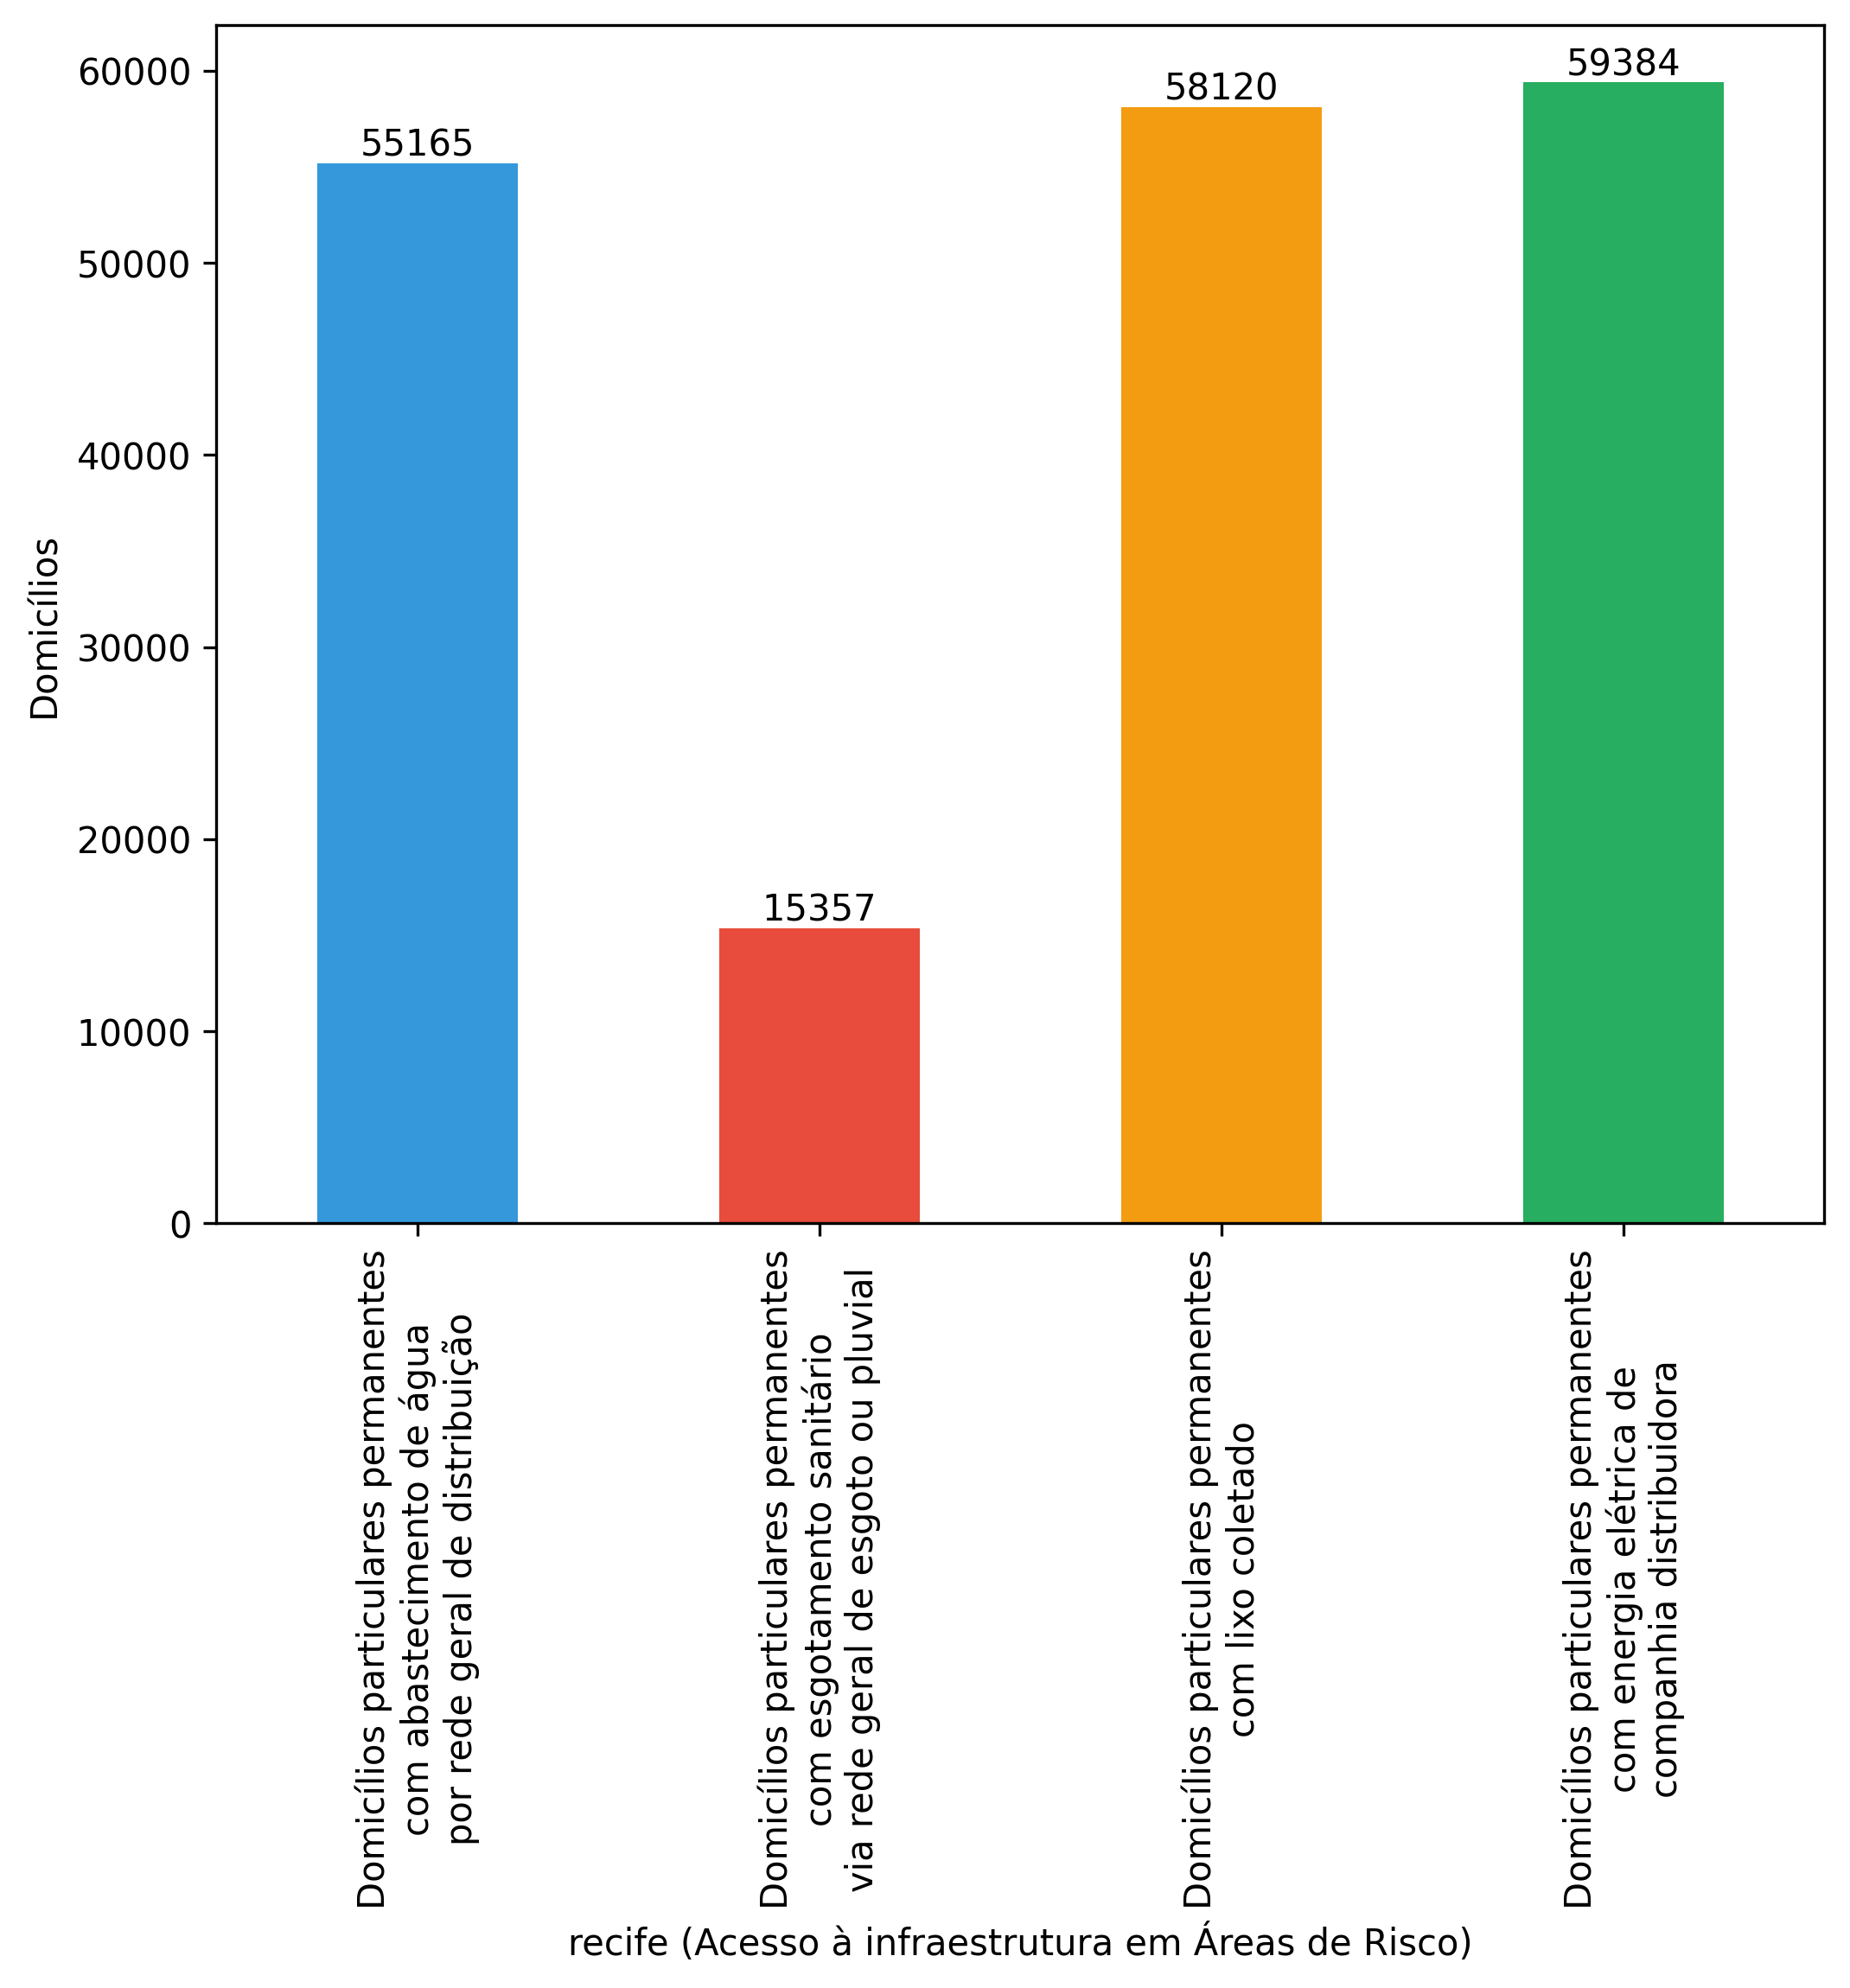 60000
50000
40000
30000
20000
10000
0
Domicílios
55165
15357
58120
59384
Domicílios particulares permanentes
com abastecimento de água
por rede geral de distribuição
Domicílios particulares permanentes
com esgotamento sanitário
via rede geral de esgoto ou pluvial
Domicílios particulares permanentes
com lixo coletado
Domicílios particulares permanentes
com energia elétrica de
companhia distribuidora
recife (Acesso à infraestrutura em Áreas de Risco)